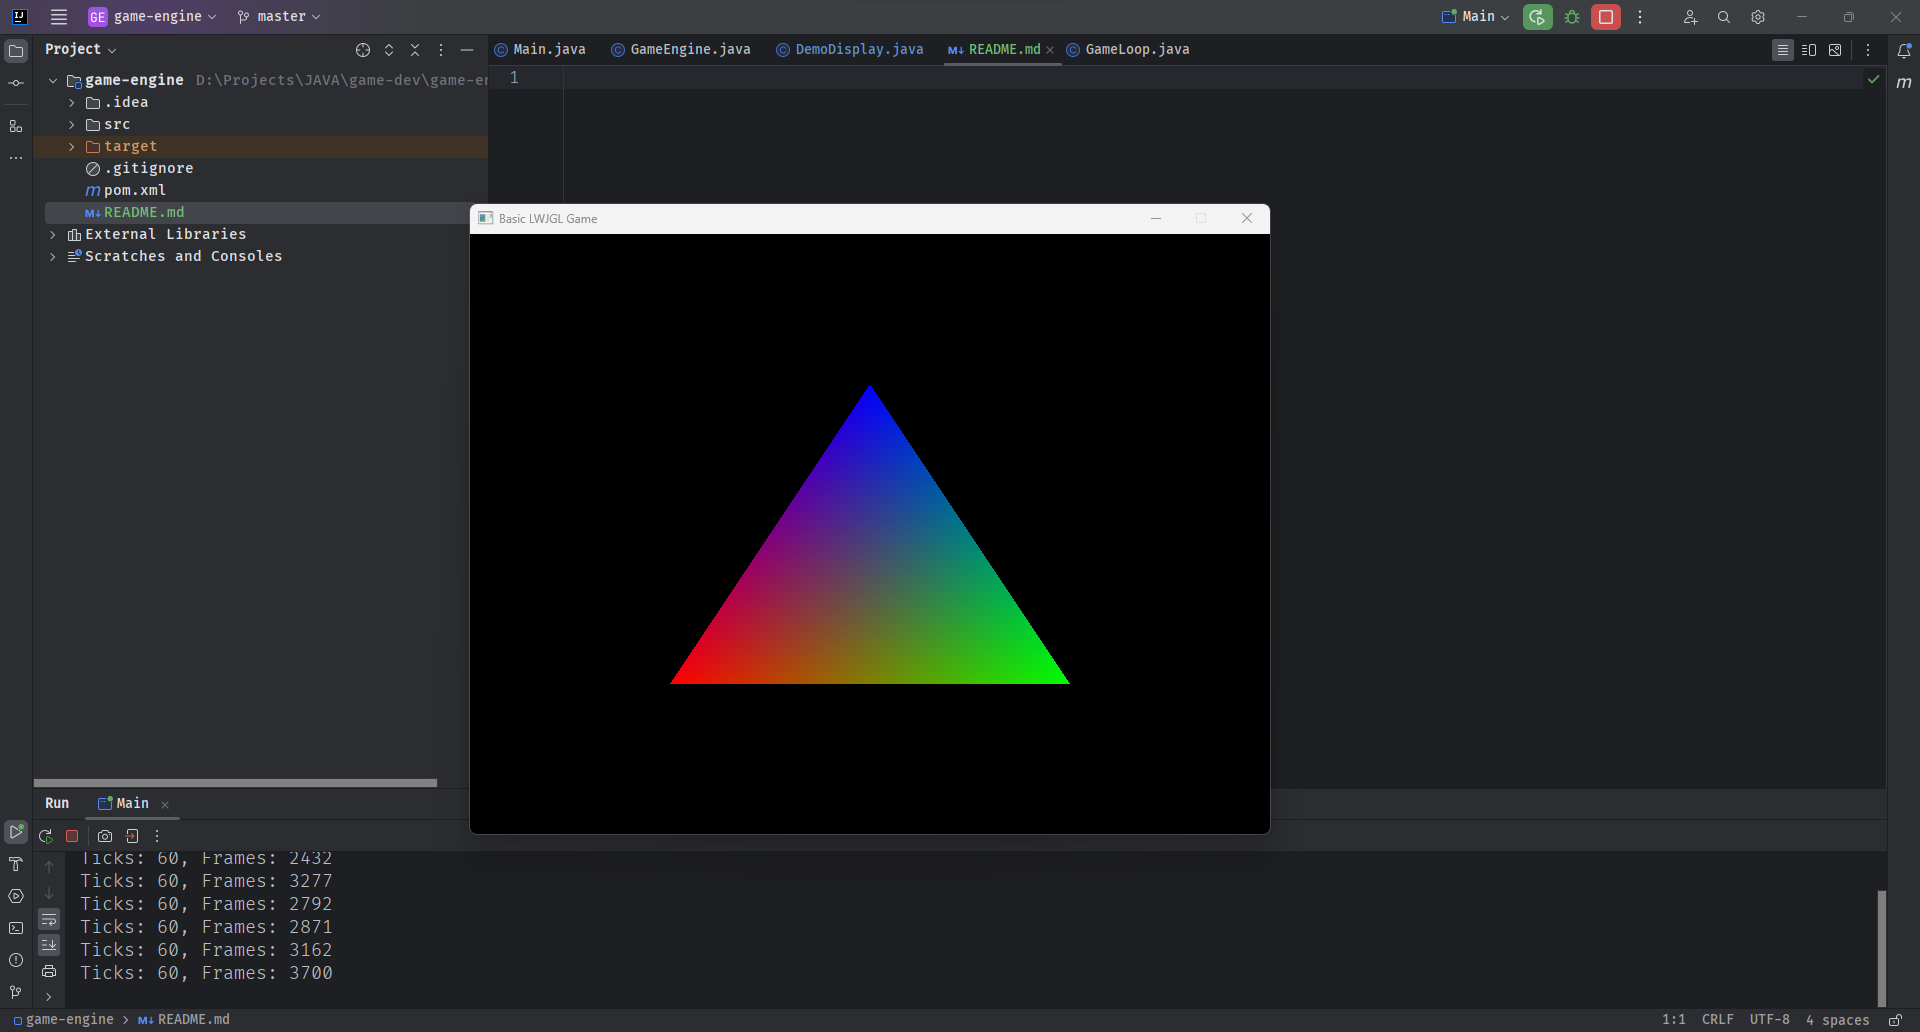 GE game-engine master Main
Project Main.java GameEngine.java DemoDisplay.java M↓ README.md GameLoop.java
game-engine D:\Projects\JAVA\game-dev\game-en
1
.idea
src
target
.gitignore
m pom.xml
M↓ README.md
External Libraries
Scratches and Consoles
Basic LWJGL Game
Run Main
Ticks: 60, Frames: 2432
Ticks: 60, Frames: 3277
Ticks: 60, Frames: 2792
Ticks: 60, Frames: 2871
Ticks: 60, Frames: 3162
Ticks: 60, Frames: 3700
game-engine > M↓ README.md 1:1 CRLF UTF-8 4 spaces